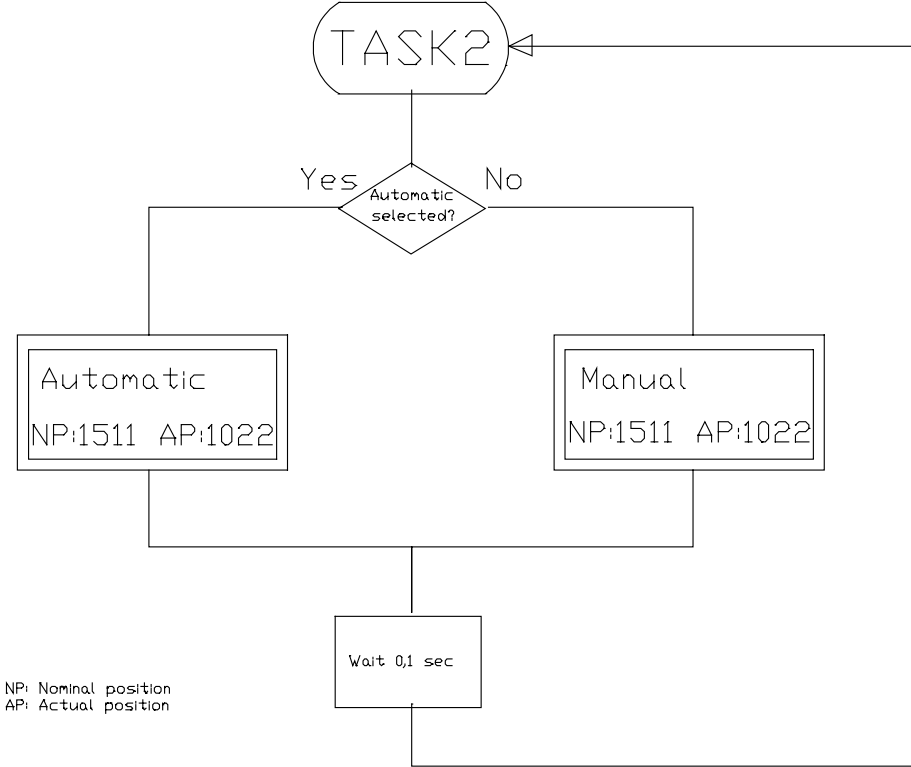 TASK2
Yes
No
Automatic
selected?
Automatic
NP:1511 AP:1022
Manual
NP:1511 AP:1022
Wait 0,1 sec
NP: Nominal position
AP: Actual position